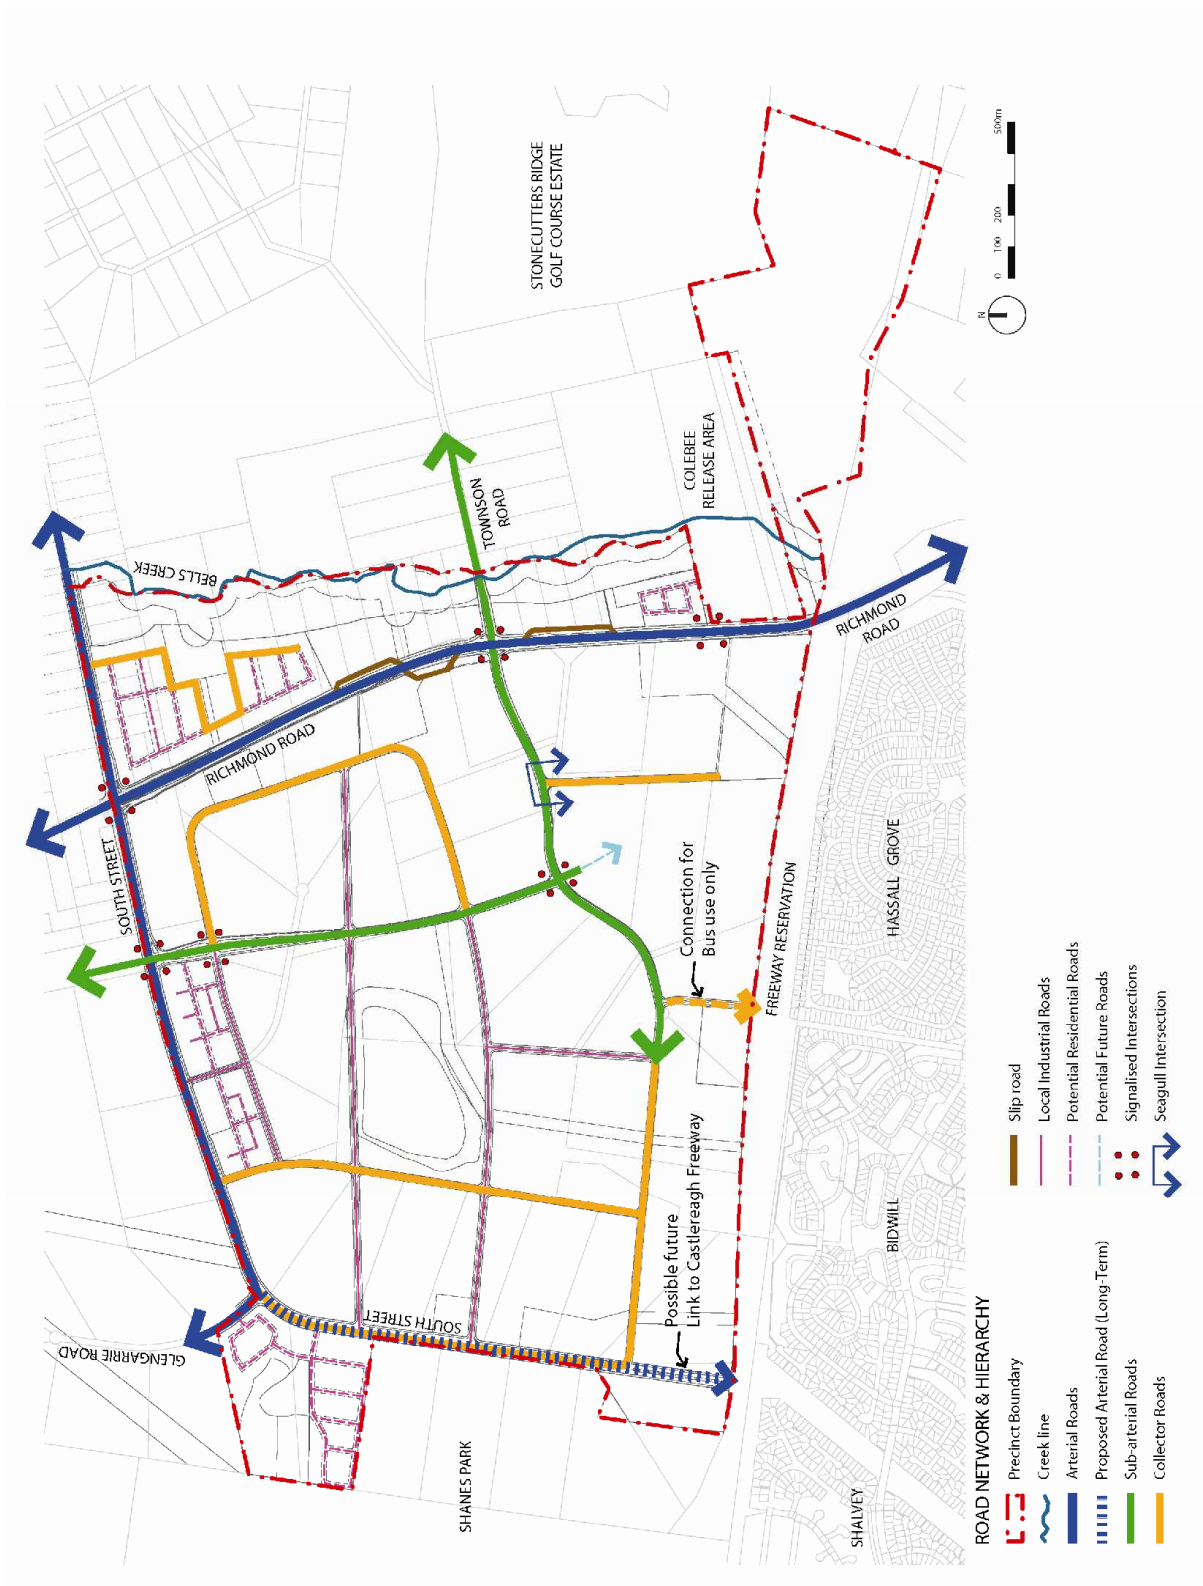 STONECUTTERS RIDGE
GOLF COURSE ESTATE
BELLS CREEK
TOWNSON
ROAD
COLEBEE
RELEASE AREA
RICHMOND
ROAD
RICHMOND ROAD
SOUTH STREET
HASSALL GROVE
FREEWAY RESERVATION
Connection for
Bus use only
BIDWILL
Possible future
Link to Castlereagh Freeway
SOUTH STREET
GLENGARRIE ROAD
SHANES PARK
SHALVEY
N
0 100 200 500m
ROAD NETWORK & HIERARCHY
Precinct Boundary
Creek line
Arterial Roads
Proposed Arterial Road (Long-Term)
Sub-arterial Roads
Collector Roads
Slip road
Local Industrial Roads
Potential Residential Roads
Potential Future Roads
Signalised Intersections
Seagull Intersection